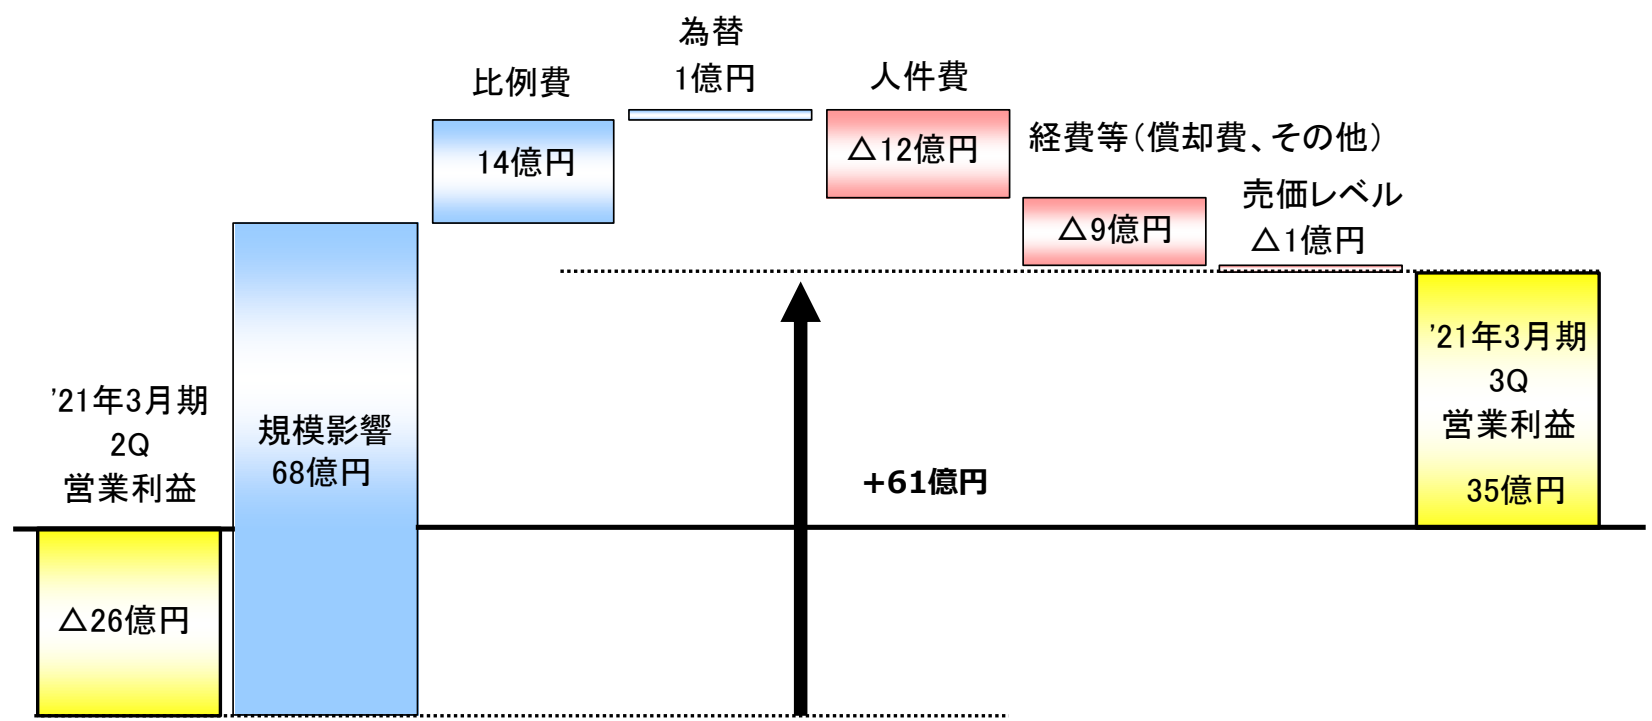 '21年3月期
2Q
営業利益
△26億円
規模影響
68億円
比例費
14億円
為替
1億円
人件費
△12億円
経費等（償却費、その他）
△9億円
売価レベル
△1億円
+61億円
'21年3月期
3Q
営業利益
35億円